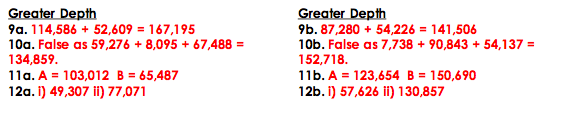 Greater Depth
9a. 114,586 + 52,609 = 167,195
10a. False as 59,276 + 8,095 + 67,488 =
134,859.
11a. A = 103,012 B = 65,487
12a. i) 49,307 ii) 77,071
Greater Depth
9b. 87,280 + 54,226 = 141,506
10b. False as 7,738 + 90,843 + 54,137 =
152,718.
11b. A = 123,654 B = 150,690
12b. i) 57,626 ii) 130,857